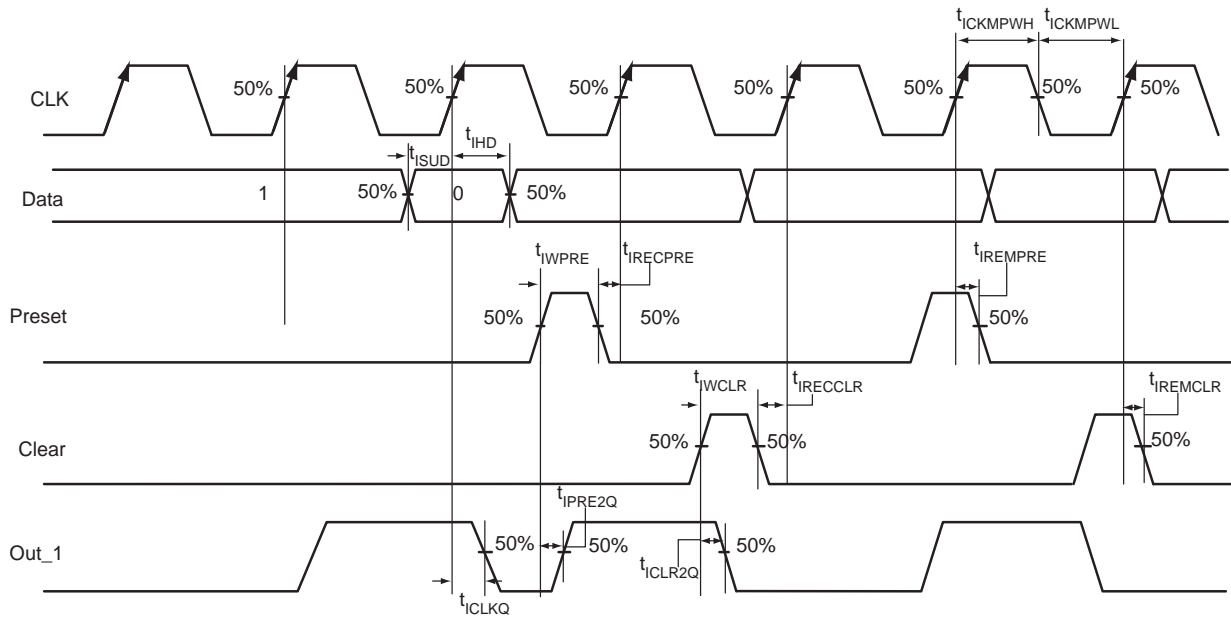 tICKMPWH tICKMPWL
CLK 50% 50% 50% 50% 50% 50% 50%
tISUD tIHD
Data 1 50% 0 50%
tIWPRE tIRECPRE tIREMPRE
Preset 50% 50% 50%
tIWCLR tIRECCLR tIREMCLR
Clear 50% 50% 50%
tIPRE2Q
Out_1 50% 50% tICLR2Q 50%
tICLKQ